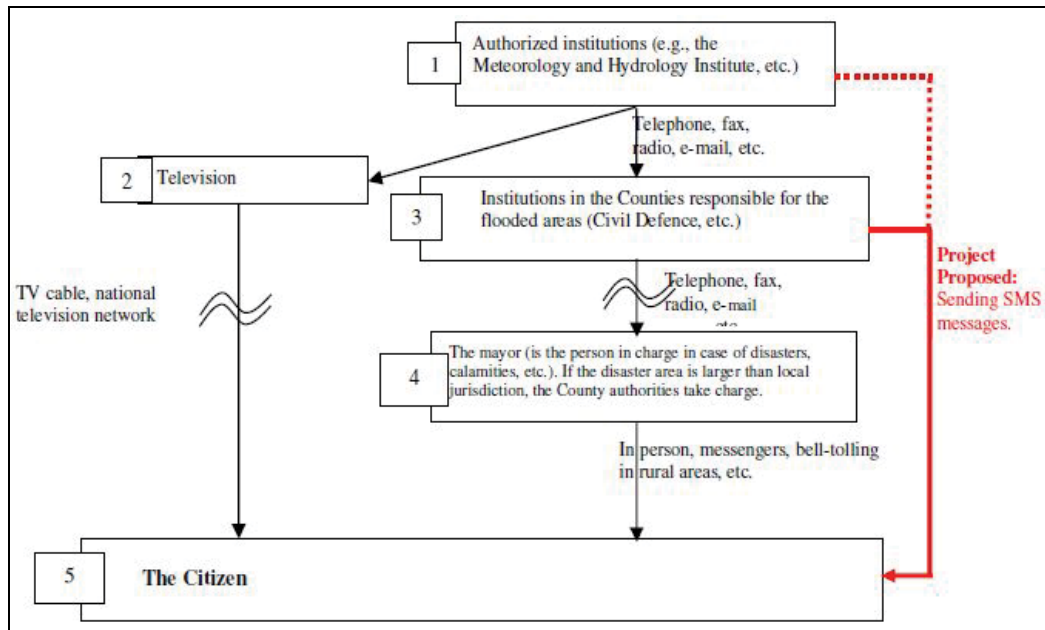 1
Authorized institutions (e.g., the
Meteorology and Hydrology Institute, etc.)
Telephone, fax,
radio, e-mail, etc.
2
Television
3
Institutions in the Counties responsible for the
flooded areas (Civil Defence, etc.)
TV cable, national
television network
Telephone, fax,
radio, e-mail
etc
Project
Proposed:
Sending SMS
messages.
4
The mayor (is the person in charge in case of disasters,
calamities, etc.). If the disaster area is larger than local
jurisdiction, the County authorities take charge.
In person, messengers, bell-tolling
in rural areas, etc.
5
The Citizen